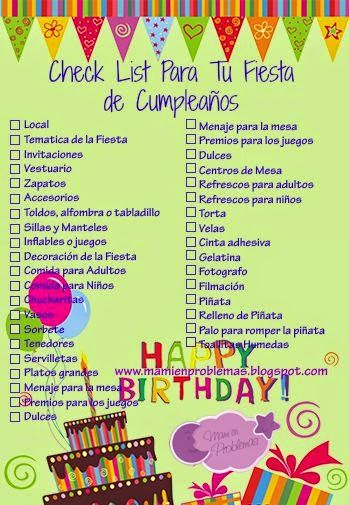 Check List Para Tu Fiesta
de Cumpleaños
Local
Tematica de la Fiesta
Invitaciones
Vestuario
Zapatos
Accesorios
Toldos, alfombra o tabladillo
Sillas y Manteles
Inflables o juegos
Decoración de la Fiesta
Comida para Adultos
Comida para Niños
Chucharitas
Vasos
Sorbete
Tenedores
Servilletas
Platos grandes
Menaje para la mesa
Premios para los juegos
Dulces
Menaje para la mesa
Premios para los juegos
Dulces
Centros de Mesa
Refrescos para adultos
Refrescos para niños
Torta
Velas
Cinta adhesiva
Gelatina
Fotografo
Filmación
Piñata
Relleno de Piñata
Palo para romper la piñata
Toallitas Humedas
HAPPY
www.mamienproblemas.blogspot.com
BIRTHDAY!
Mami en
Problemas